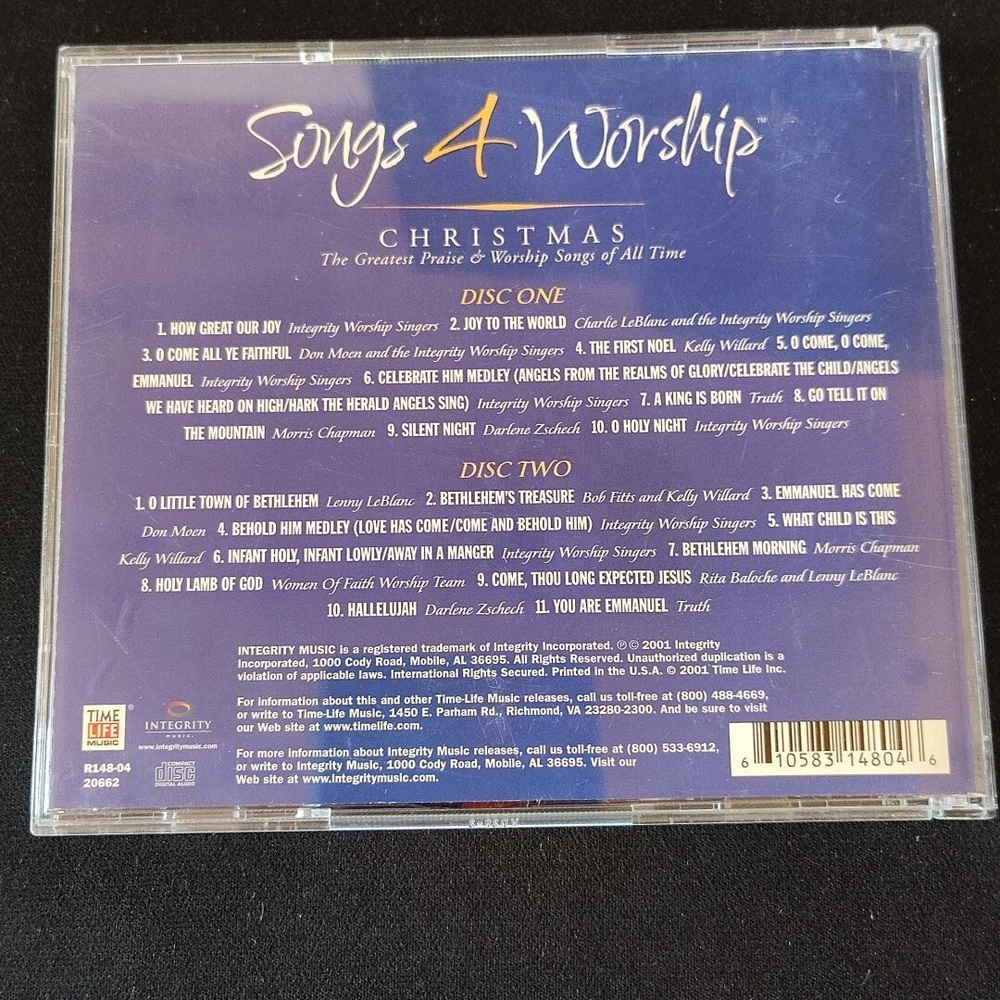 Songs 4 Worship™
CHRISTMAS
The Greatest Praise & Worship Songs of All Time
DISC ONE
1. HOW GREAT OUR JOY Integrity Worship Singers 2. JOY TO THE WORLD Charlie LeBlanc and the Integrity Worship Singers
3. O COME ALL YE FAITHFUL Don Moen and the Integrity Worship Singers 4. THE FIRST NOEL Kelly Willard 5. O COME, O COME,
EMMANUEL Integrity Worship Singers 6. CELEBRATE HIM MEDLEY (ANGELS FROM THE REALMS OF GLORY/CELEBRATE THE CHILD/ANGELS
WE HAVE HEARD ON HIGH/HARK THE HERALD ANGELS SING) Integrity Worship Singers 7. A KING IS BORN Truth 8. GO TELL IT ON
THE MOUNTAIN Morris Chapman 9. SILENT NIGHT Darlene Zschech 10. O HOLY NIGHT Integrity Worship Singers
DISC TWO
1. O LITTLE TOWN OF BETHLEHEM Lenny LeBlanc 2. BETHLEHEM'S TREASURE Bob Fitts and Kelly Willard 3. EMMANUEL HAS COME
Don Moen 4. BEHOLD HIM MEDLEY (LOVE HAS COME/COME AND BEHOLD HIM) Integrity Worship Singers 5. WHAT CHILD IS THIS
Kelly Willard 6. INFANT HOLY, INFANT LOWLY/AWAY IN A MANGER Integrity Worship Singers 7. BETHLEHEM MORNING Morris Chapman
8. HOLY LAMB OF GOD Women Of Faith Worship Team 9. COME, THOU LONG EXPECTED JESUS Rita Baloche and Lenny LeBlanc
10. HALLELUJAH Darlene Zschech 11. YOU ARE EMMANUEL Truth
INTEGRITY MUSIC is a registered trademark of Integrity Incorporated. ℗© 2001 Integrity
Incorporated, 1000 Cody Road, Mobile, AL 36695. All Rights Reserved. Unauthorized duplication is a
violation of applicable laws. International Rights Secured. Printed in the U.S.A. © 2001 Time Life Inc.
For information about this and other Time-Life Music releases, call us toll-free at (800) 488-4669,
or write to Time-Life Music, 1450 E. Parham Rd., Richmond, VA 23280-2300. And be sure to visit
our Web site at www.timelife.com.
For more information about Integrity Music releases, call us toll-free at (800) 533-6912,
or write to Integrity Music, 1000 Cody Road, Mobile, AL 36695. Visit our
Web site at www.integritymusic.com.
TIME
LIFE
MUSIC
®
INTEGRITY
MUSIC.
www.integritymusic.com
R148-04
20662
COMPACT
disc
DIGITAL AUDIO
6 10583 14804 6